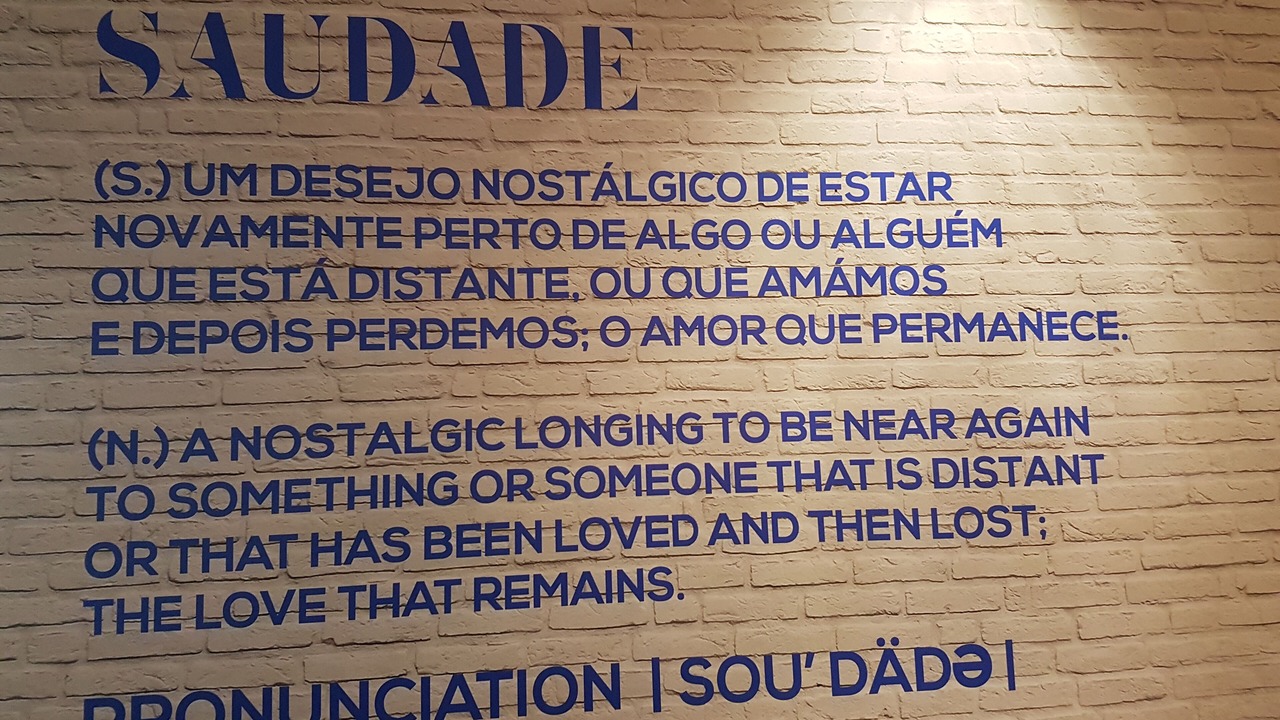 SAUDADE
(S.) UM DESEJO NOSTÁLGICO DE ESTAR
NOVAMENTE PERTO DE ALGO OU ALGUÉM
QUE ESTÁ DISTANTE, OU QUE AMÁMOS
E DEPOIS PERDEMOS; O AMOR QUE PERMANECE.
(N.) A NOSTALGIC LONGING TO BE NEAR AGAIN
TO SOMETHING OR SOMEONE THAT IS DISTANT
OR THAT HAS BEEN LOVED AND THEN LOST;
THE LOVE THAT REMAINS.
PRONUNCIATION | SOU' DÄDƏ |